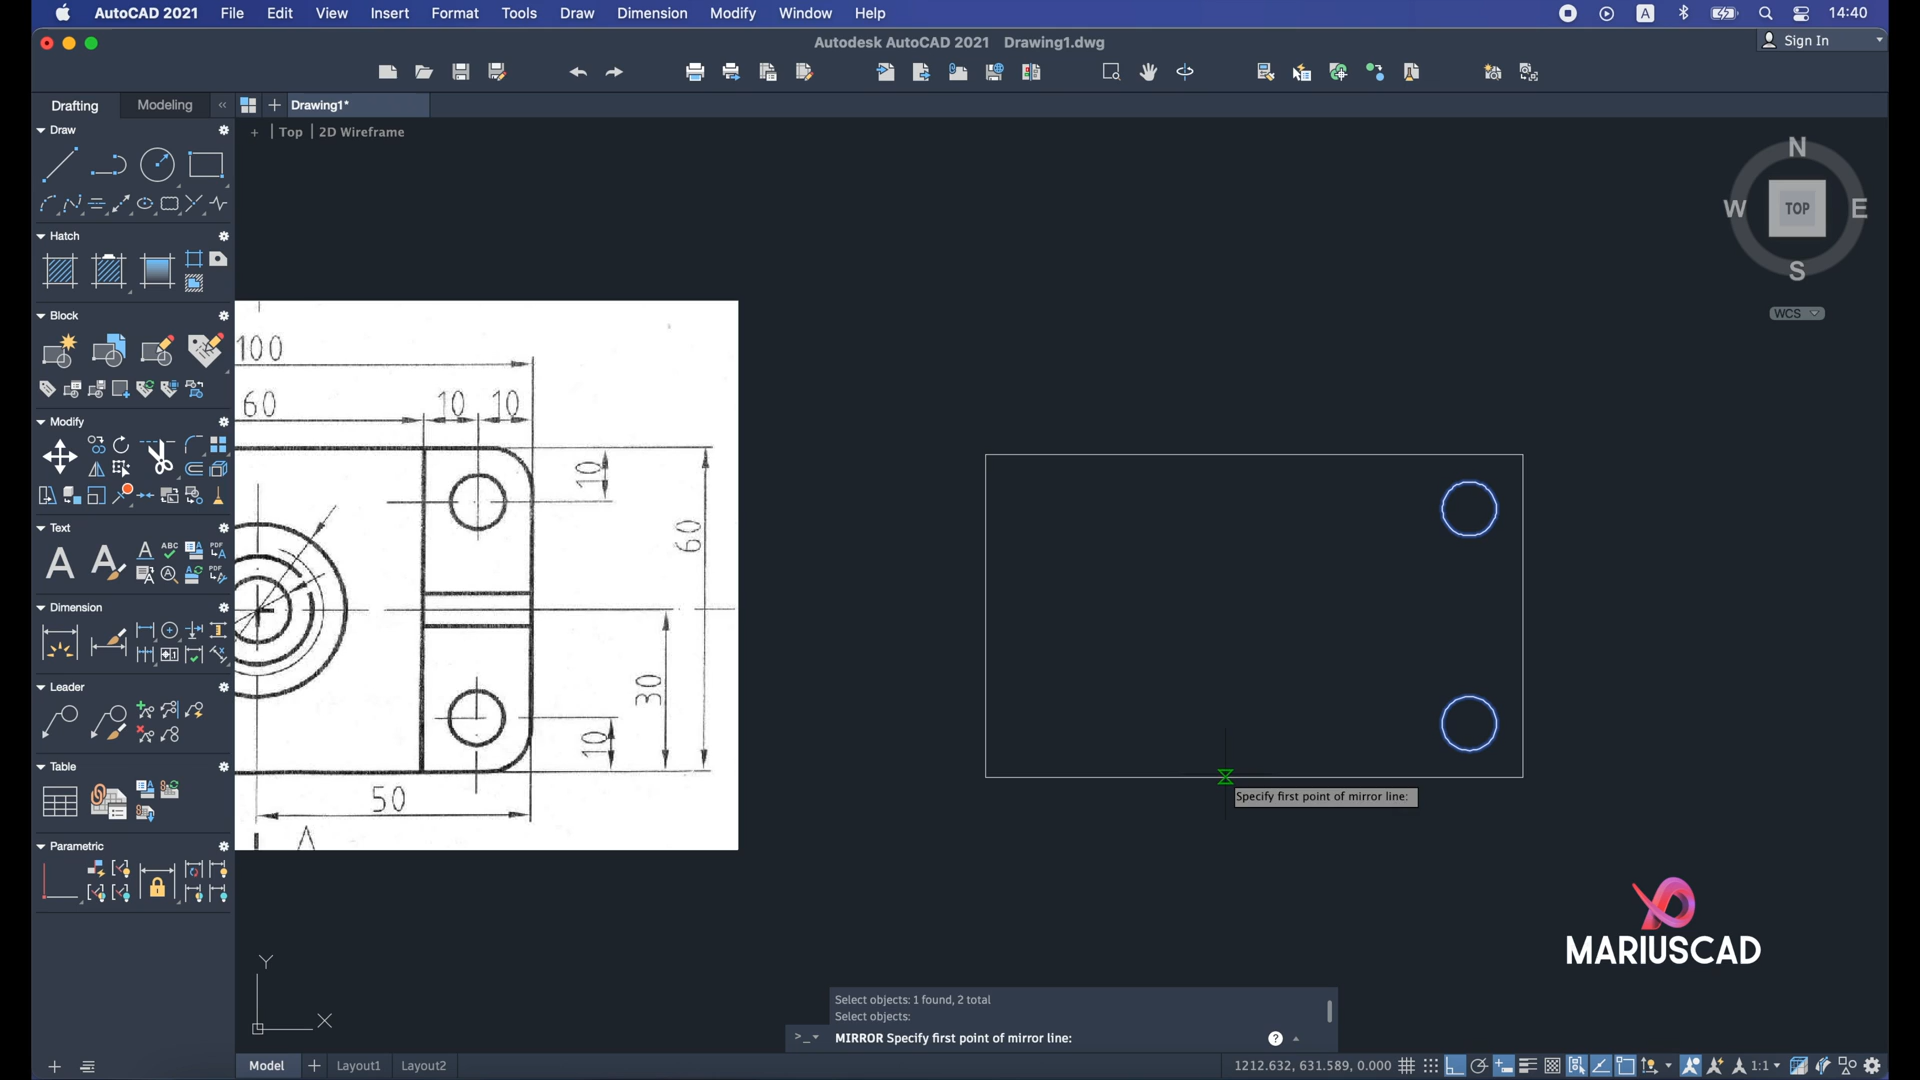 AutoCAD 2021 File Edit View Insert Format Tools Draw Dimension Modify Window Help
A 14:40
Autodesk AutoCAD 2021 Drawing1.dwg
Sign In
Drafting Modeling « + Drawing1*
+ Top 2D Wireframe
Draw
N
W TOP E
S
WCS
Hatch
Block
100
60 10 10
Modify
10
60
Text
A A
Dimension
30
Leader
10
Specify first point of mirror line:
50
Table
A
Parametric
MARIUSCAD
Y
X
Select objects: 1 found, 2 total
Select objects:
MIRROR Specify first point of mirror line:
Model + Layout1 Layout2
1212.632, 631.589, 0.000 1:1